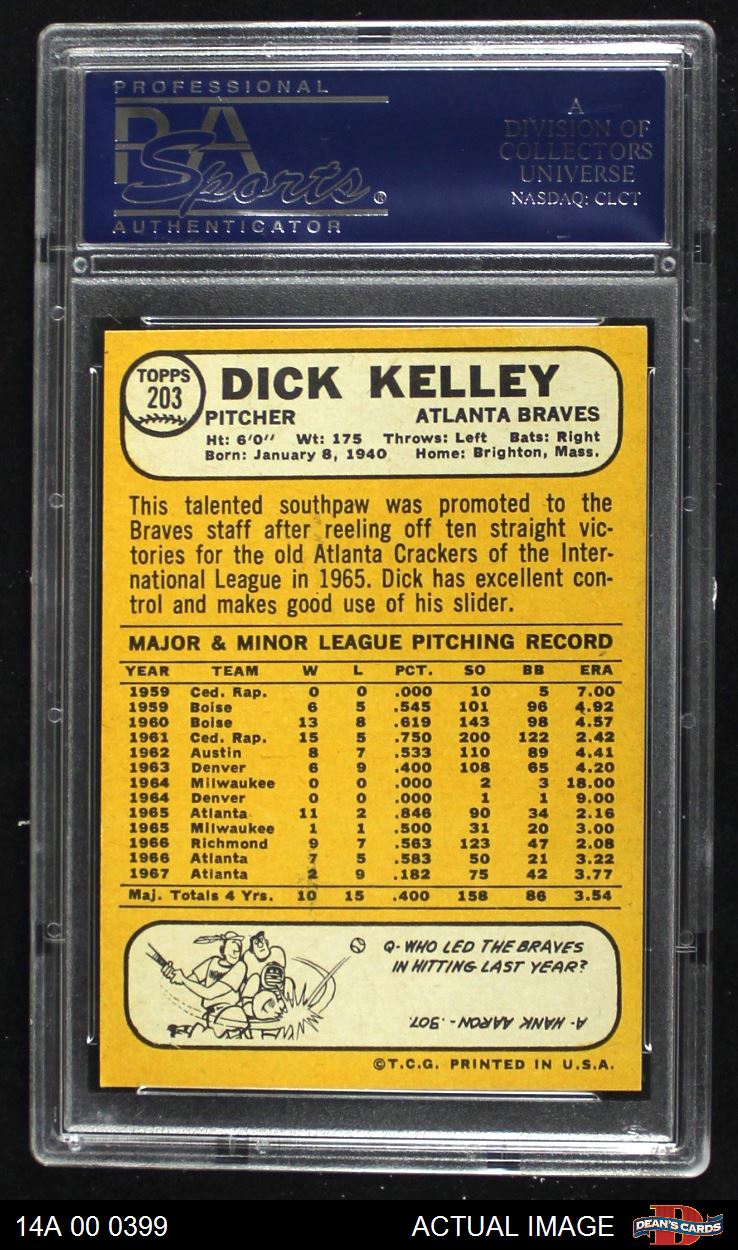 PROFESSIONAL
PSA
Sports ®
AUTHENTICATOR
A
DIVISION OF
COLLECTORS
UNIVERSE
NASDAQ: CLCT
TOPPS
203
DICK KELLEY
PITCHER ATLANTA BRAVES
Ht: 6'0" Wt: 175 Throws: Left Bats: Right
Born: January 8, 1940 Home: Brighton, Mass.
This talented southpaw was promoted to the
Braves staff after reeling off ten straight vic-
tories for the old Atlanta Crackers of the Inter-
national League in 1965. Dick has excellent con-
trol and makes good use of his slider.
MAJOR & MINOR LEAGUE PITCHING RECORD
YEAR TEAM W L PCT. SO BB ERA
1959 Ced. Rap. 0 0 .000 10 5 7.00
1959 Boise 6 5 .545 101 96 4.92
1960 Boise 13 8 .619 143 98 4.57
1961 Ced. Rap. 15 5 .750 200 122 2.42
1962 Austin 8 7 .533 110 89 4.41
1963 Denver 6 9 .400 108 65 4.20
1964 Milwaukee 0 0 .000 2 3 18.00
1964 Denver 0 0 .000 1 1 9.00
1965 Atlanta 11 2 .846 90 34 2.16
1965 Milwaukee 1 1 .500 31 20 3.00
1966 Richmond 9 7 .563 123 47 2.08
1966 Atlanta 7 5 .583 50 21 3.22
1967 Atlanta 2 9 .182 75 42 3.77
Maj. Totals 4 Yrs. 10 15 .400 158 86 3.54
Q- WHO LED THE BRAVES
IN HITTING LAST YEAR?
A- HANK AARON - .307.
©T.C.G. PRINTED IN U.S.A.
14A 00 0399 ACTUAL IMAGE
DEAN'S CARDS